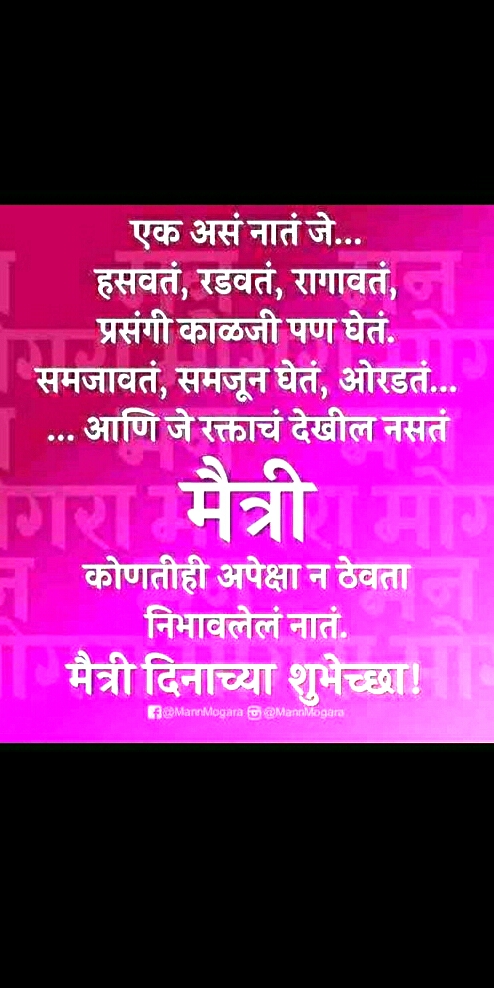 एक असं नातं जे...
हसवतं, रडवतं, रागावतं,
प्रसंगी काळजी पण घेतं.
समजावतं, समजून घेतं, ओरडतं...
... आणि जे रक्ताचं देखील नसतं
मैत्री
कोणतीही अपेक्षा न ठेवता
निभावलेलं नातं.
मैत्री दिनाच्या शुभेच्छा!
@MannMogara @MannMogara